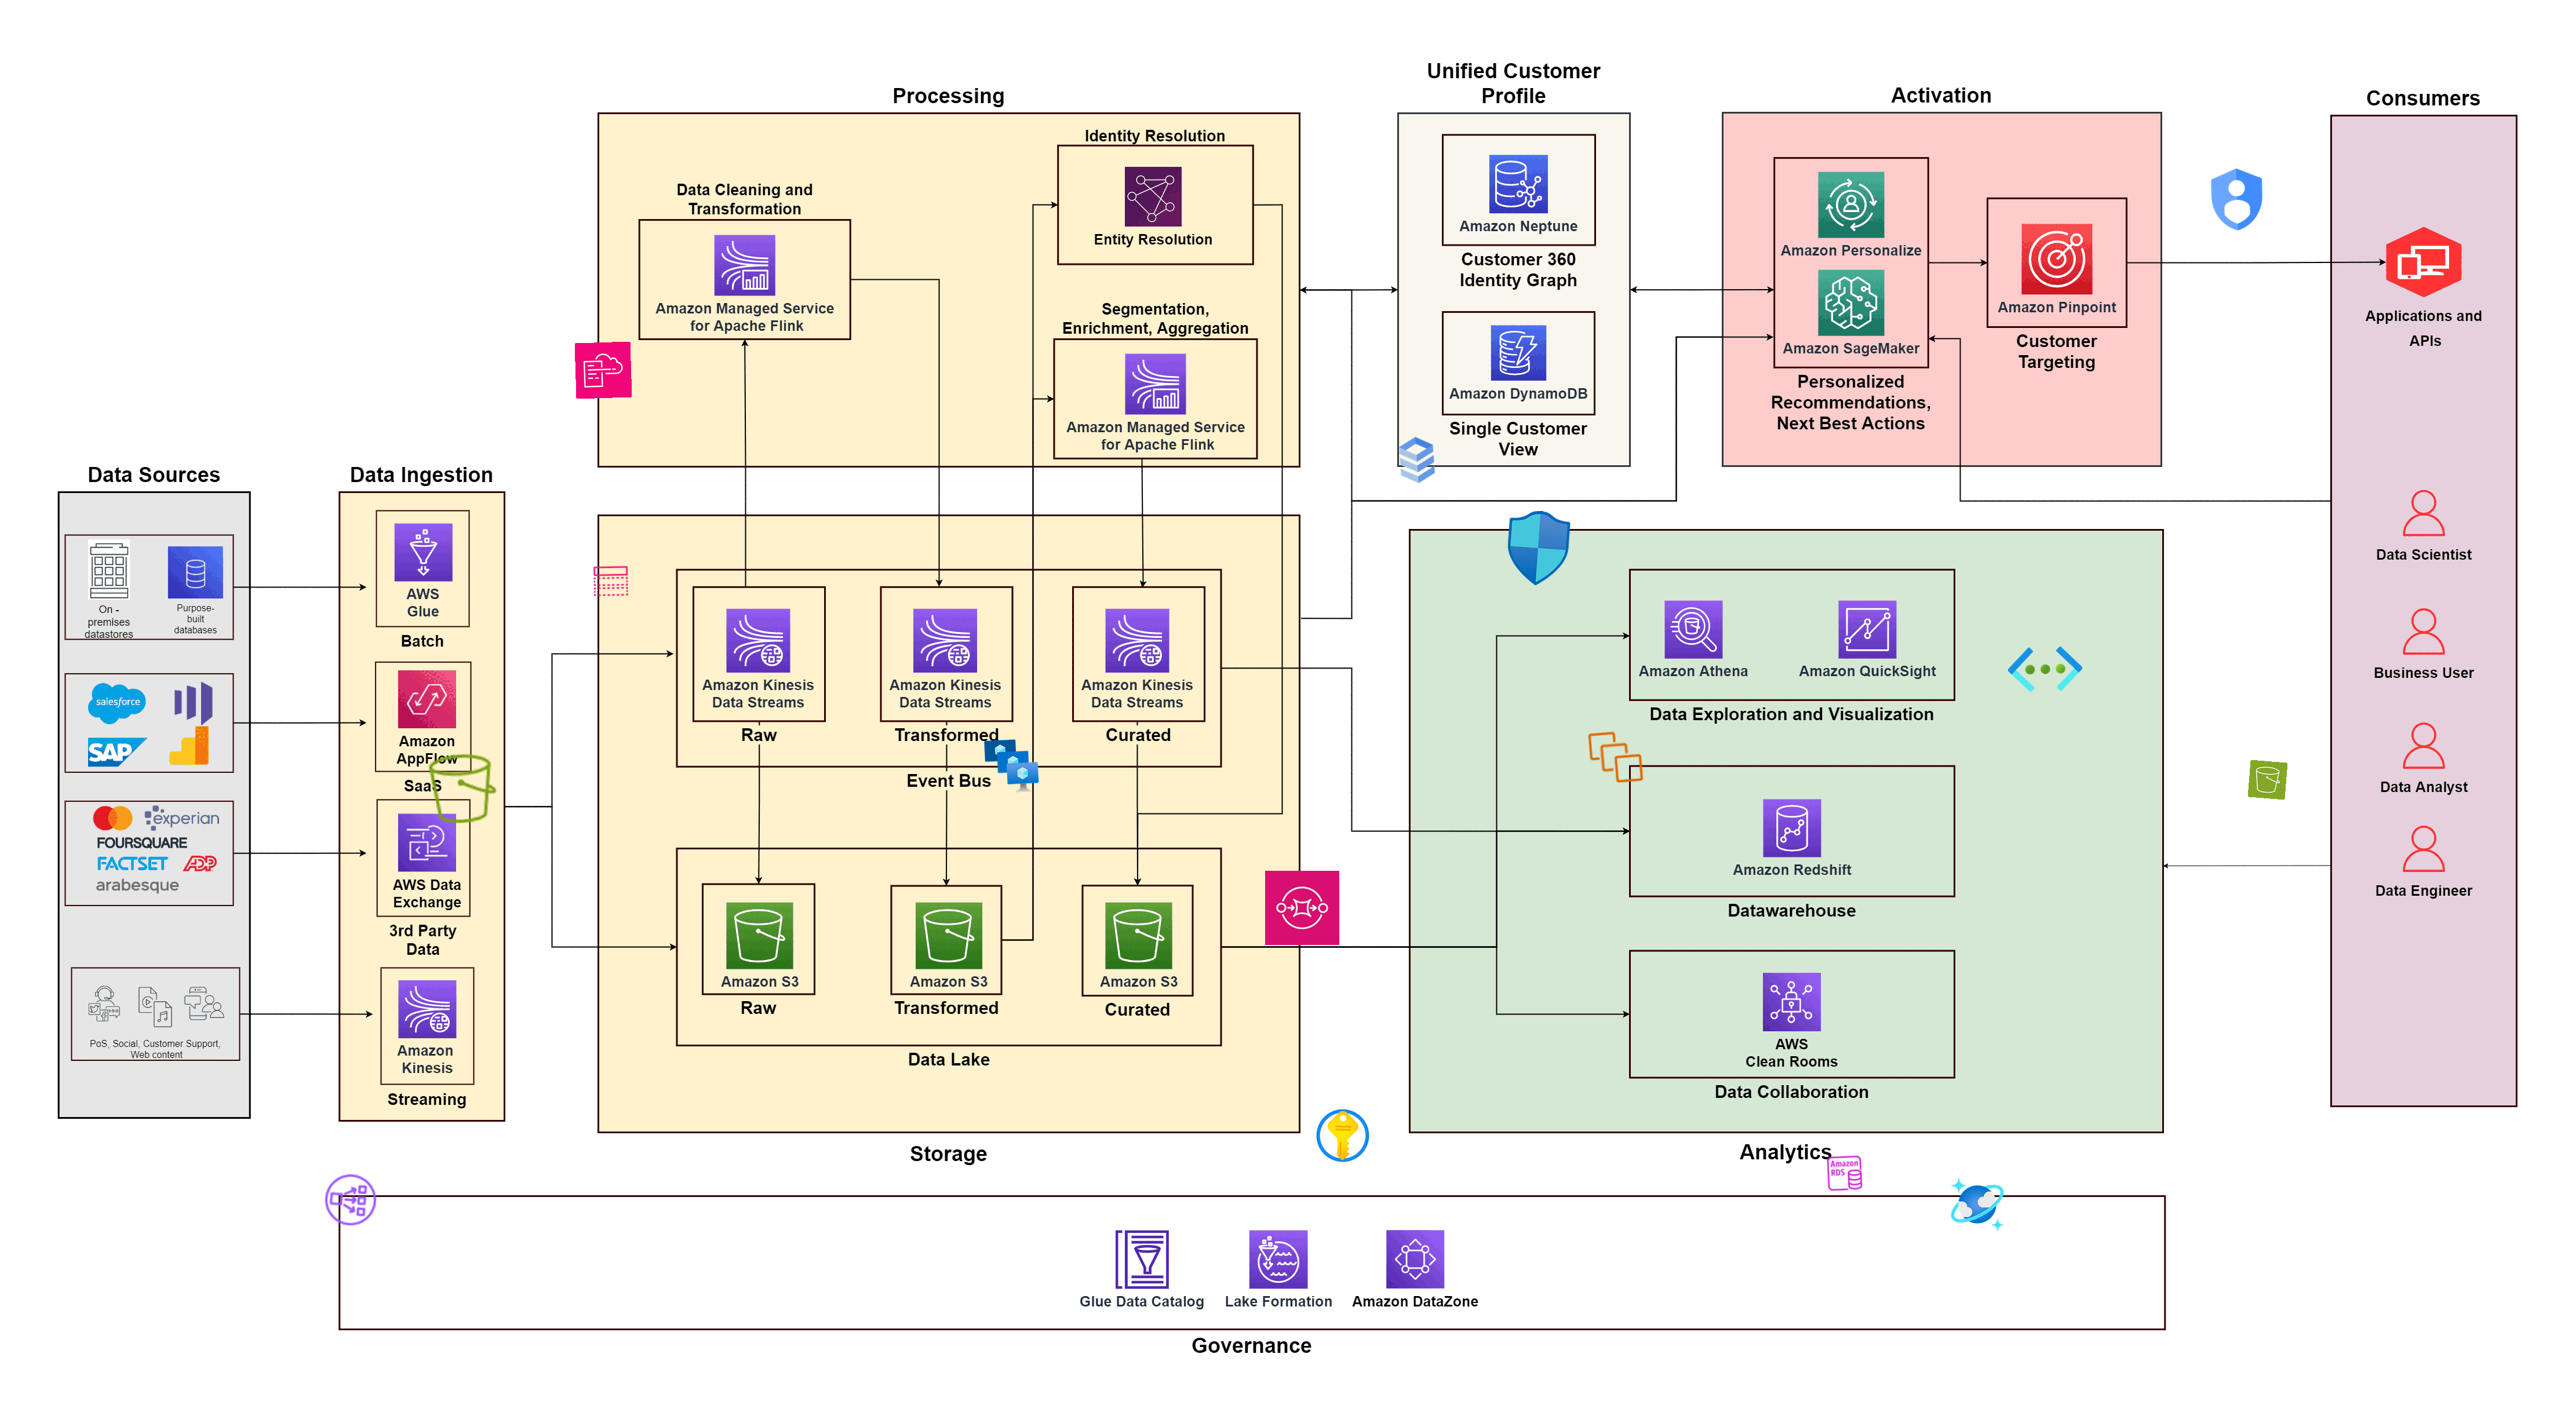 Data Sources
On -
premises
datastores
Purpose-
built
databases
salesforce
SAP
experian
FOURSQUARE
FACTSET
ADP
arabesque
PoS, Social, Customer Support,
Web content
Data Ingestion
AWS
Glue
Batch
Amazon
AppFlow
SaaS
AWS Data
Exchange
3rd Party
Data
Amazon
Kinesis
Streaming
Processing
Data Cleaning and
Transformation
Amazon Managed Service
for Apache Flink
Identity Resolution
Entity Resolution
Segmentation,
Enrichment, Aggregation
Amazon Managed Service
for Apache Flink
Amazon Kinesis
Data Streams
Raw
Amazon Kinesis
Data Streams
Transformed
Amazon Kinesis
Data Streams
Curated
Event Bus
Amazon S3
Raw
Amazon S3
Transformed
Amazon S3
Curated
Data Lake
Storage
Unified Customer
Profile
Amazon Neptune
Customer 360
Identity Graph
Amazon DynamoDB
Single Customer
View
Activation
Amazon Personalize
Amazon SageMaker
Personalized
Recommendations,
Next Best Actions
Amazon Pinpoint
Customer
Targeting
Amazon Athena
Amazon QuickSight
Data Exploration and Visualization
Amazon Redshift
Datawarehouse
AWS
Clean Rooms
Data Collaboration
Analytics
Amazon
RDS
Consumers
Applications and
APIs
Data Scientist
Business User
Data Analyst
Data Engineer
Glue Data Catalog
Lake Formation
Amazon DataZone
Governance